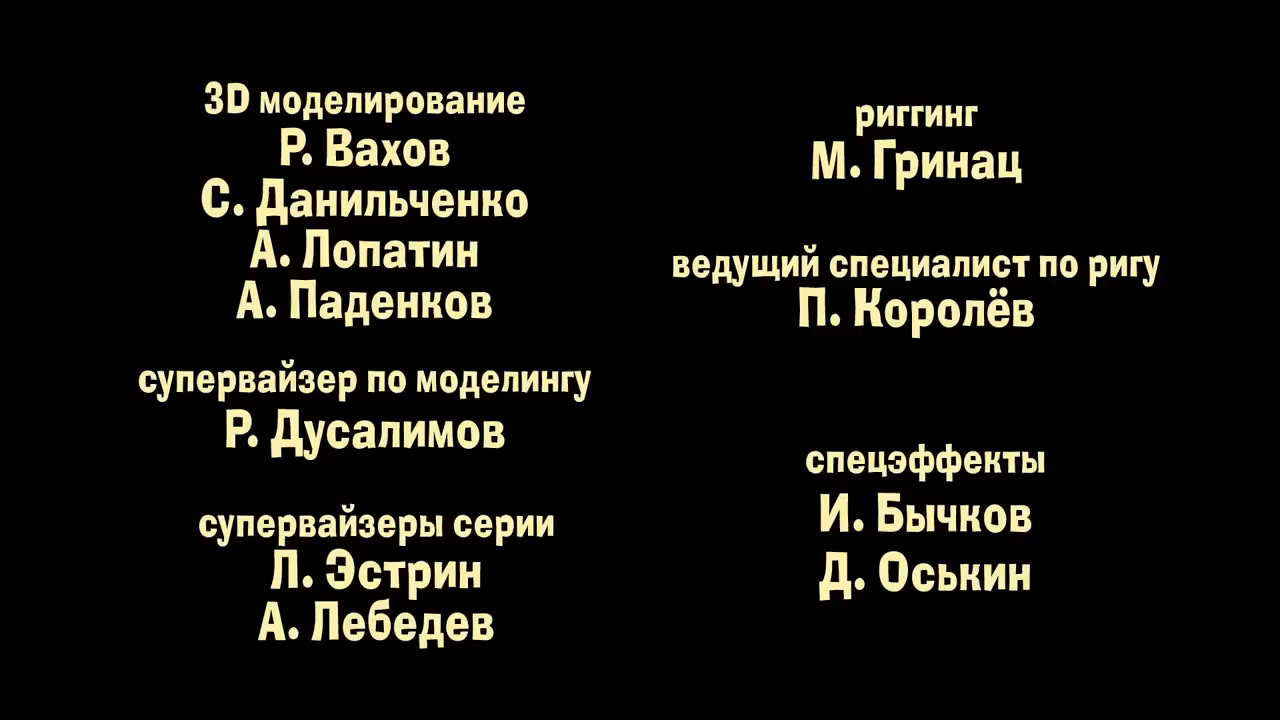 3D моделирование
Р. Вахов
С. Данильченко
А. Лопатин
А. Паденков
супервайзер по моделингу
Р. Дусалимов
супервайзеры серии
Л. Эстрин
А. Лебедев
риггинг
М. Гринац
ведущий специалист по ригу
П. Королёв
спецэффекты
И. Бычков
Д. Оськин